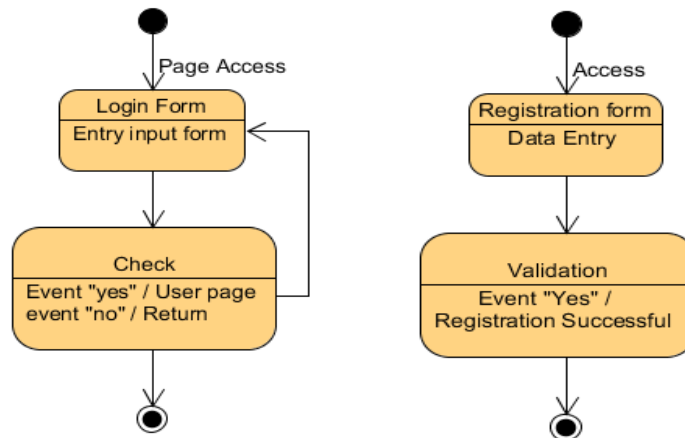 Page Access
Login Form
Entry input form
Check
Event "yes" / User page
event "no" / Return
Access
Registration form
Data Entry
Validation
Event "Yes" /
Registration Successful